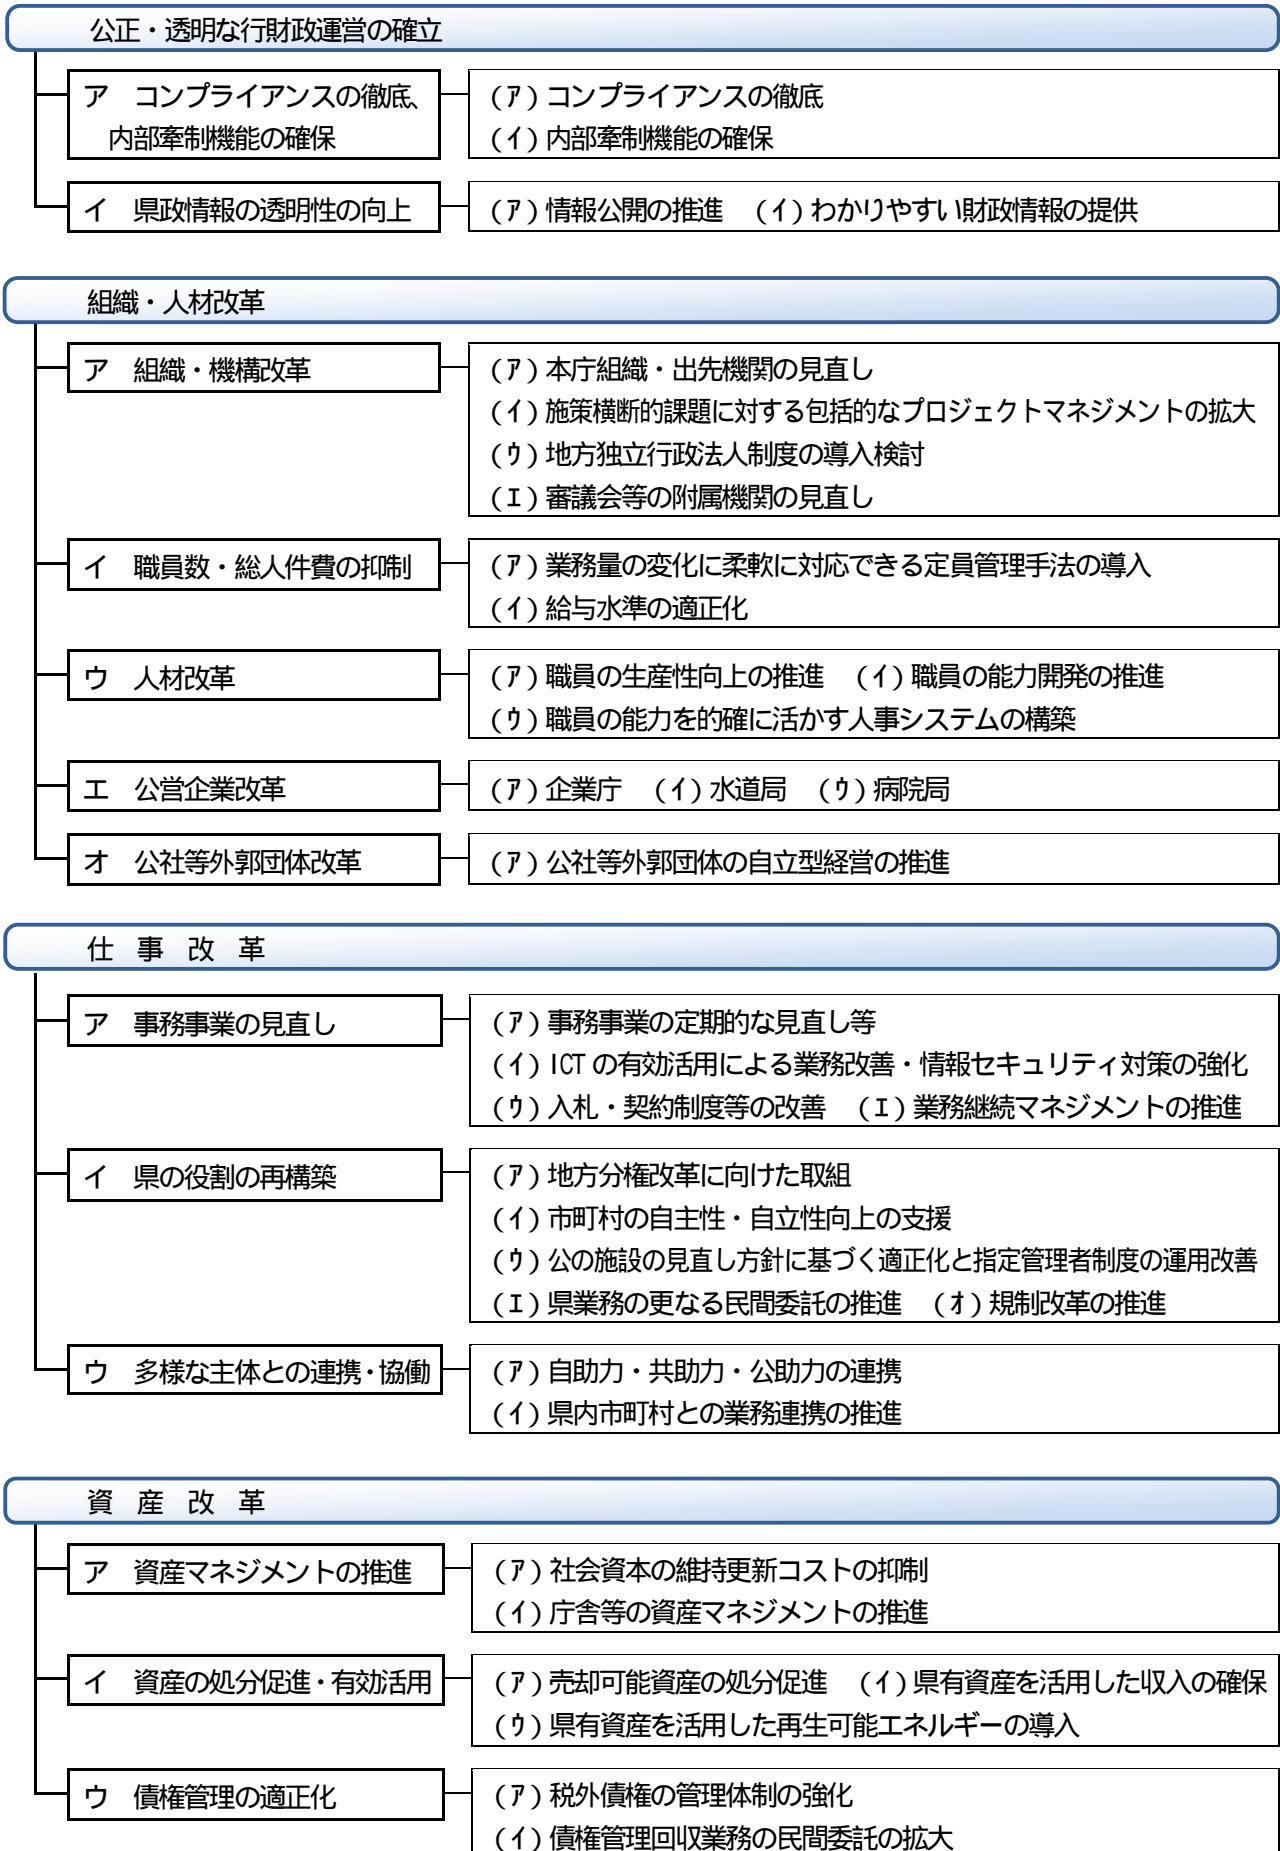 公正・透明な行財政運営の確立
ア　コンプライアンスの徹底、
内部牽制機能の確保
(ｱ)コンプライアンスの徹底
(ｲ)内部牽制機能の確保
イ　県政情報の透明性の向上
(ｱ)情報公開の推進　(ｲ)わかりやすい財政情報の提供
組織・人材改革
ア　組織・機構改革
(ｱ)本庁組織・出先機関の見直し
(ｲ)施策横断的課題に対する包括的なプロジェクトマネジメントの拡大
(ｳ)地方独立行政法人制度の導入検討
(ｴ)審議会等の附属機関の見直し
イ　職員数・総人件費の抑制
(ｱ)業務量の変化に柔軟に対応できる定員管理手法の導入
(ｲ)給与水準の適正化
ウ　人材改革
(ｱ)職員の生産性向上の推進　(ｲ)職員の能力開発の推進
(ｳ)職員の能力を的確に活かす人事システムの構築
エ　公営企業改革
(ｱ)企業庁　(ｲ)水道局　(ｳ)病院局
オ　公社等外郭団体改革
(ｱ)公社等外郭団体の自立型経営の推進
仕　事　改　革
ア　事務事業の見直し
(ｱ)事務事業の定期的な見直し等
(ｲ)ICTの有効活用による業務改善・情報セキュリティ対策の強化
(ｳ)入札・契約制度等の改善　(ｴ)業務継続マネジメントの推進
イ　県の役割の再構築
(ｱ)地方分権改革に向けた取組
(ｲ)市町村の自主性・自立性向上の支援
(ｳ)公の施設の見直し方針に基づく適正化と指定管理者制度の運用改善
(ｴ)県業務の更なる民間委託の推進　(ｵ)規制改革の推進
ウ　多様な主体との連携・協働
(ｱ)自助力・共助力・公助力の連携
(ｲ)県内市町村との業務連携の推進
資　産　改　革
ア　資産マネジメントの推進
(ｱ)社会資本の維持更新コストの抑制
(ｲ)庁舎等の資産マネジメントの推進
イ　資産の処分促進・有効活用
(ｱ)売却可能資産の処分促進　(ｲ)県有資産を活用した収入の確保
(ｳ)県有資産を活用した再生可能エネルギーの導入
ウ　債権管理の適正化
(ｱ)税外債権の管理体制の強化
(ｲ)債権管理回収業務の民間委託の拡大